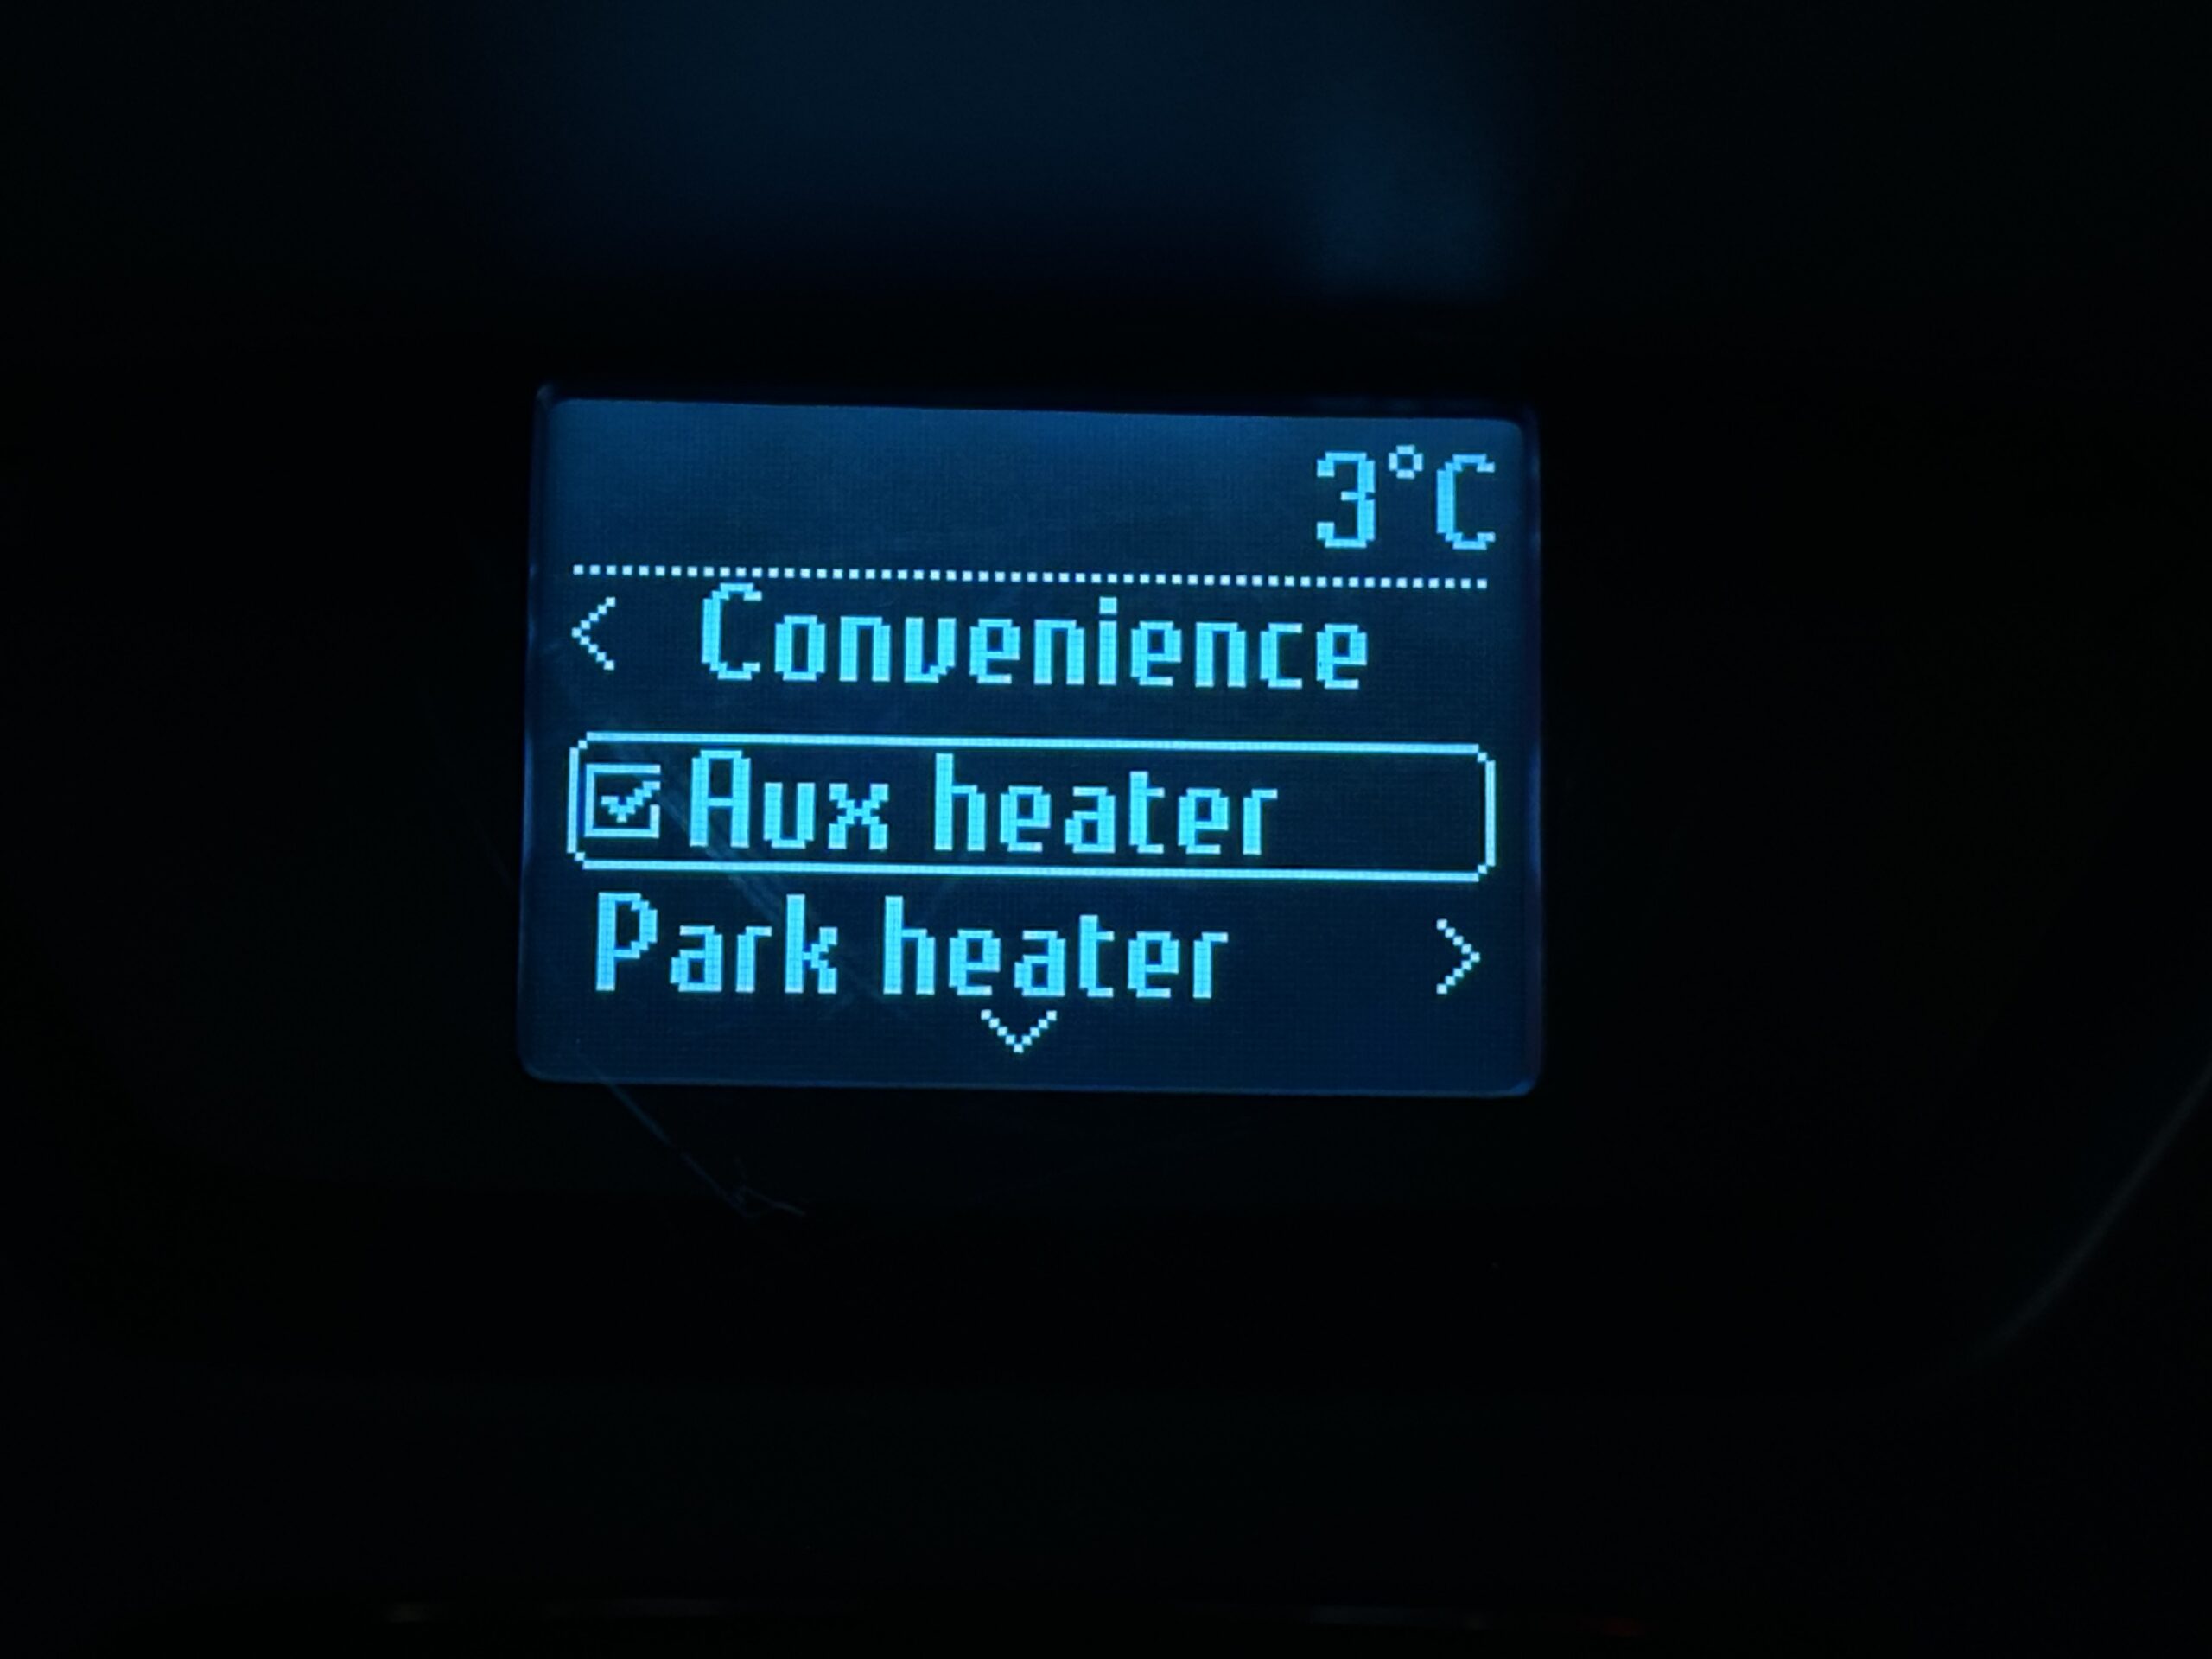 3°C
Convenience
Aux heater
Park heater